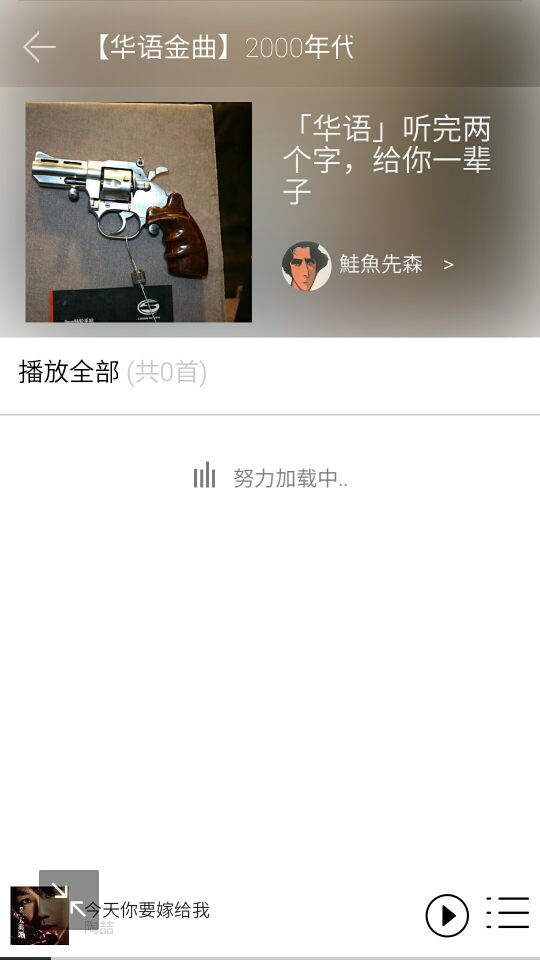 【华语金曲】2000年代
「华语」听完两
个字，给你一辈
子
鮭魚先森 >
播放全部 (共0首)
努力加载中..
今天你要嫁给我
陶喆